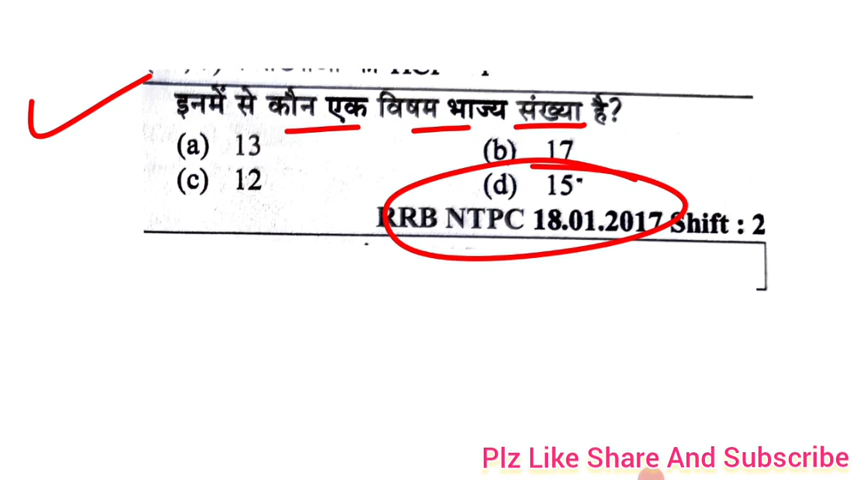 इनमें से कौन एक विषम भाज्य संख्या है?
(a) 13 (b) 17
(c) 12 (d) 15
RRB NTPC 18.01.2017 Shift : 2
Plz Like Share And Subscribe